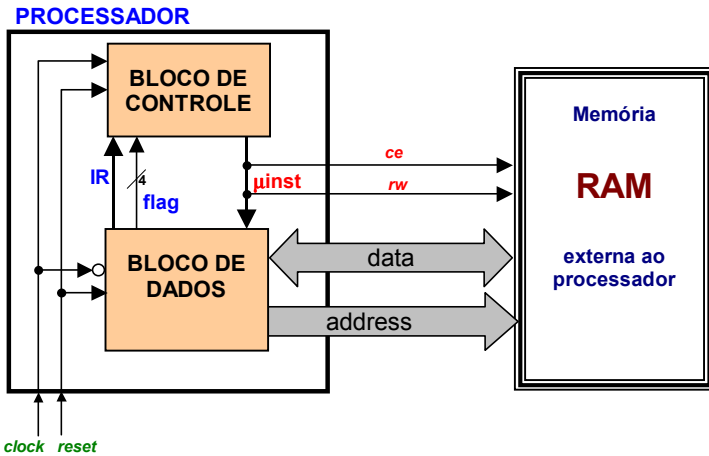 PROCESSADOR
BLOCO DE
CONTROLE
Memória
RAM
externa ao
processador
ce
rw
IR
4
flag
μinst
BLOCO DE
DADOS
data
address
clock reset